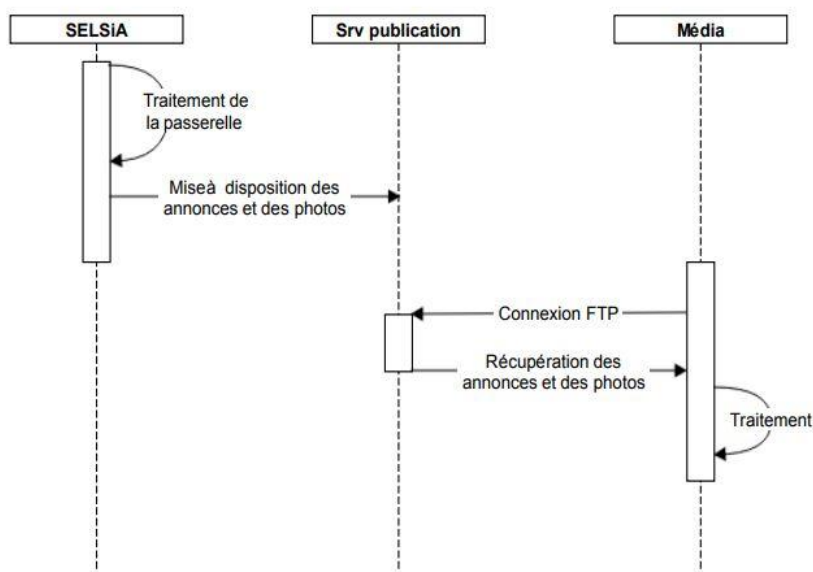 SELSiA
Srv publication
Média
Traitement de
la passerelle
Miseà disposition des
annonces et des photos
Connexion FTP
Récupération des
annonces et des photos
Traitement